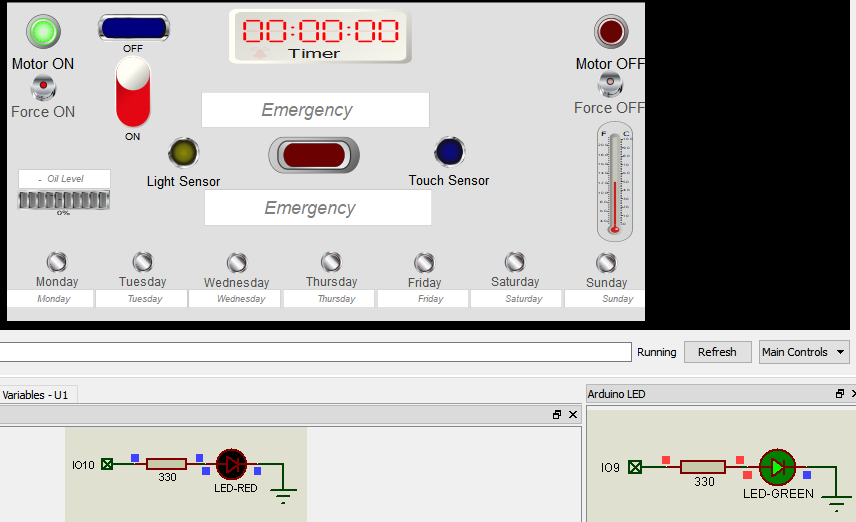 00:00:00
Timer
OFF
Motor ON
Motor OFF
Force ON
Force OFF
Emergency
ON
F C
Light Sensor
Touch Sensor
- Oil Level
0%
Emergency
Monday Tuesday Wednesday Thursday Friday Saturday Sunday
Monday Tuesday Wednesday Thursday Friday Saturday Sunday
Running Refresh Main Controls
Variables - U1
Arduino LED
IO10
330
LED-RED
IO9
330
LED-GREEN